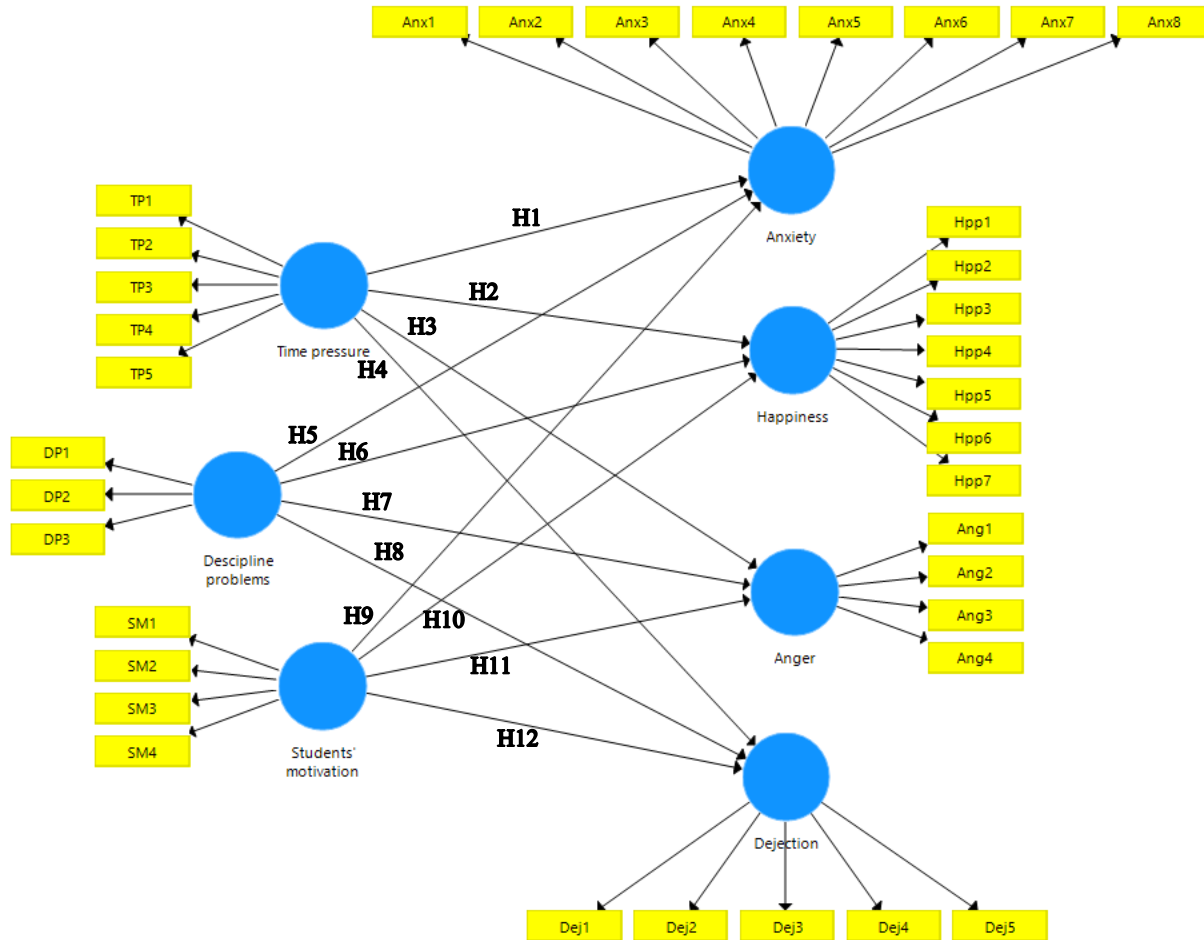 Anx1
Anx2
Anx3
Anx4
Anx5
Anx6
Anx7
Anx8
Anxiety
TP1
TP2
TP3
TP4
TP5
Time pressure
H1
H2
H3
H4
Hpp1
Hpp2
Hpp3
Hpp4
Hpp5
Hpp6
Hpp7
Happiness
DP1
DP2
DP3
Descipline
problems
H5
H6
H7
H8
Ang1
Ang2
Ang3
Ang4
Anger
SM1
SM2
SM3
SM4
Students'
motivation
H9
H10
H11
H12
Dejection
Dej1
Dej2
Dej3
Dej4
Dej5